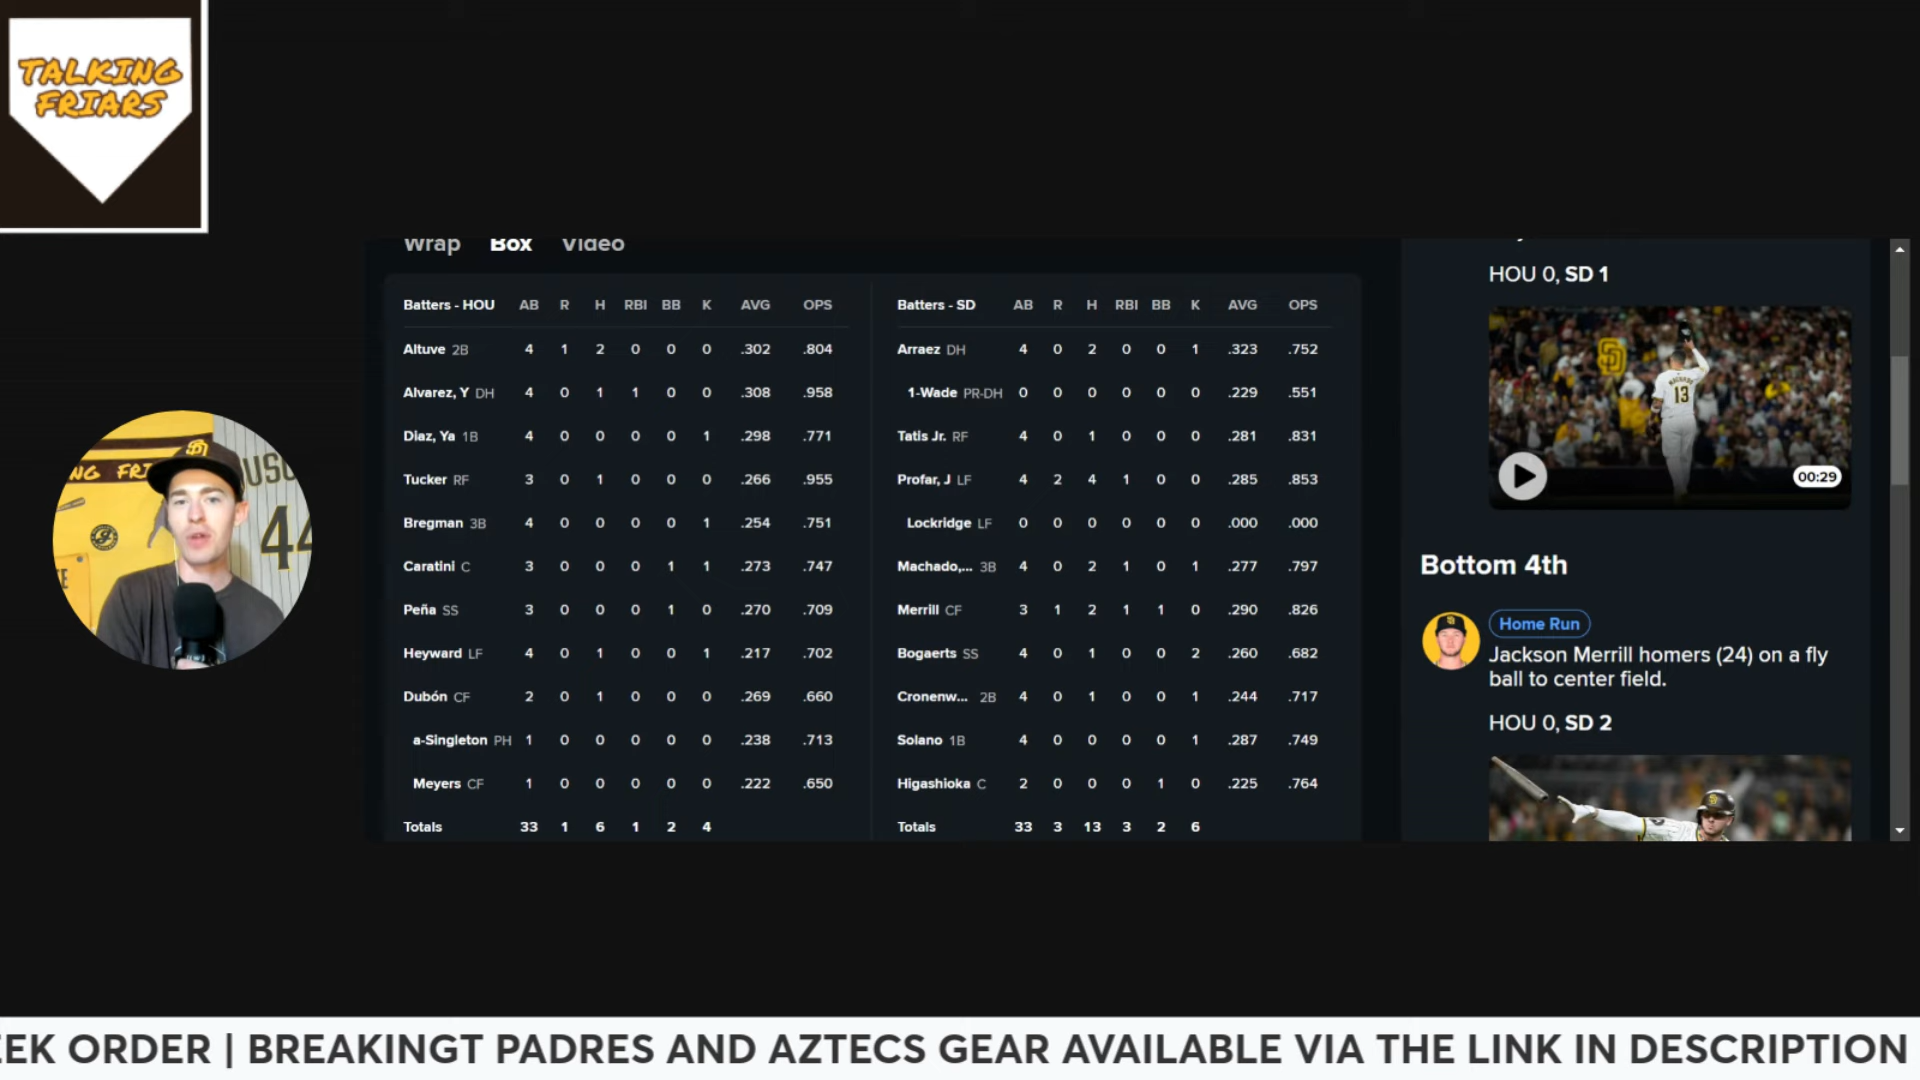 TALKING
FRIARS
Wrap Box Video
Batters - HOU AB R H RBI BB K AVG OPS
Altuve 2B 4 1 2 0 0 0 .302 .804
Alvarez, Y DH 4 0 1 1 0 0 .308 .958
Diaz, Ya 1B 4 0 0 0 0 1 .298 .771
Tucker RF 3 0 1 0 0 0 .266 .955
Bregman 3B 4 0 0 0 0 1 .254 .751
Caratini C 3 0 0 0 1 1 .273 .747
Peña SS 3 0 0 0 1 0 .270 .709
Heyward LF 4 0 1 0 0 1 .217 .702
Dubón CF 2 0 1 0 0 0 .269 .660
a-Singleton PH 1 0 0 0 0 0 .238 .713
Meyers CF 1 0 0 0 0 0 .222 .650
Totals 33 1 6 1 2 4
Batters - SD AB R H RBI BB K AVG OPS
Arraez DH 4 0 2 0 0 1 .323 .752
1-Wade PR-DH 0 0 0 0 0 0 .229 .551
Tatis Jr. RF 4 0 1 0 0 0 .281 .831
Profar, J LF 4 2 4 1 0 0 .285 .853
Lockridge LF 0 0 0 0 0 0 .000 .000
Machado,... 3B 4 0 2 1 0 1 .277 .797
Merrill CF 3 1 2 1 1 0 .290 .826
Bogaerts SS 4 0 1 0 0 2 .260 .682
Cronenw... 2B 4 0 1 0 0 1 .244 .717
Solano 1B 4 0 0 0 0 1 .287 .749
Higashioka C 2 0 0 0 1 0 .225 .764
Totals 33 3 13 3 2 6
HOU 0, SD 1
13
00:29
Bottom 4th
Home Run
Jackson Merrill homers (24) on a fly
ball to center field.
HOU 0, SD 2
NG FRI
44
EEK ORDER | BREAKINGT PADRES AND AZTECS GEAR AVAILABLE VIA THE LINK IN DESCRIPTION